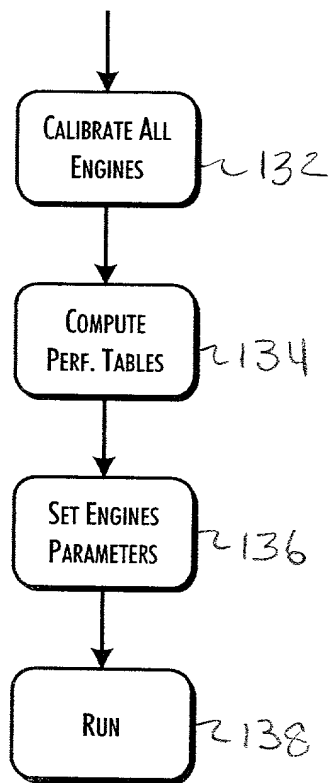 CALIBRATE ALL
ENGINES
132
COMPUTE
PERF. TABLES
134
SET ENGINES
PARAMETERS
136
RUN
138